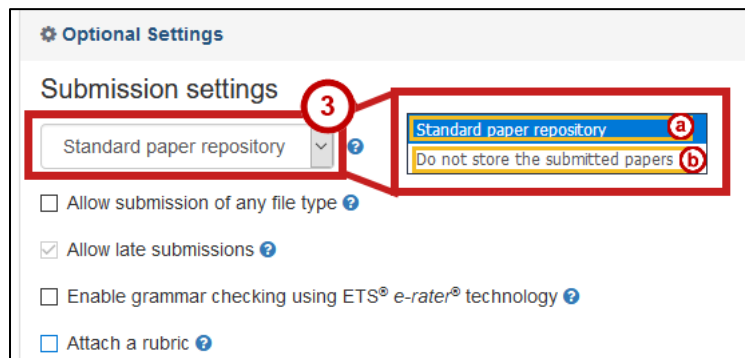 Optional Settings
Submission settings
3
Standard paper repository
Standard paper repository a
Do not store the submitted papers b
Allow submission of any file type
Allow late submissions
Enable grammar checking using ETS® e-rater® technology
Attach a rubric